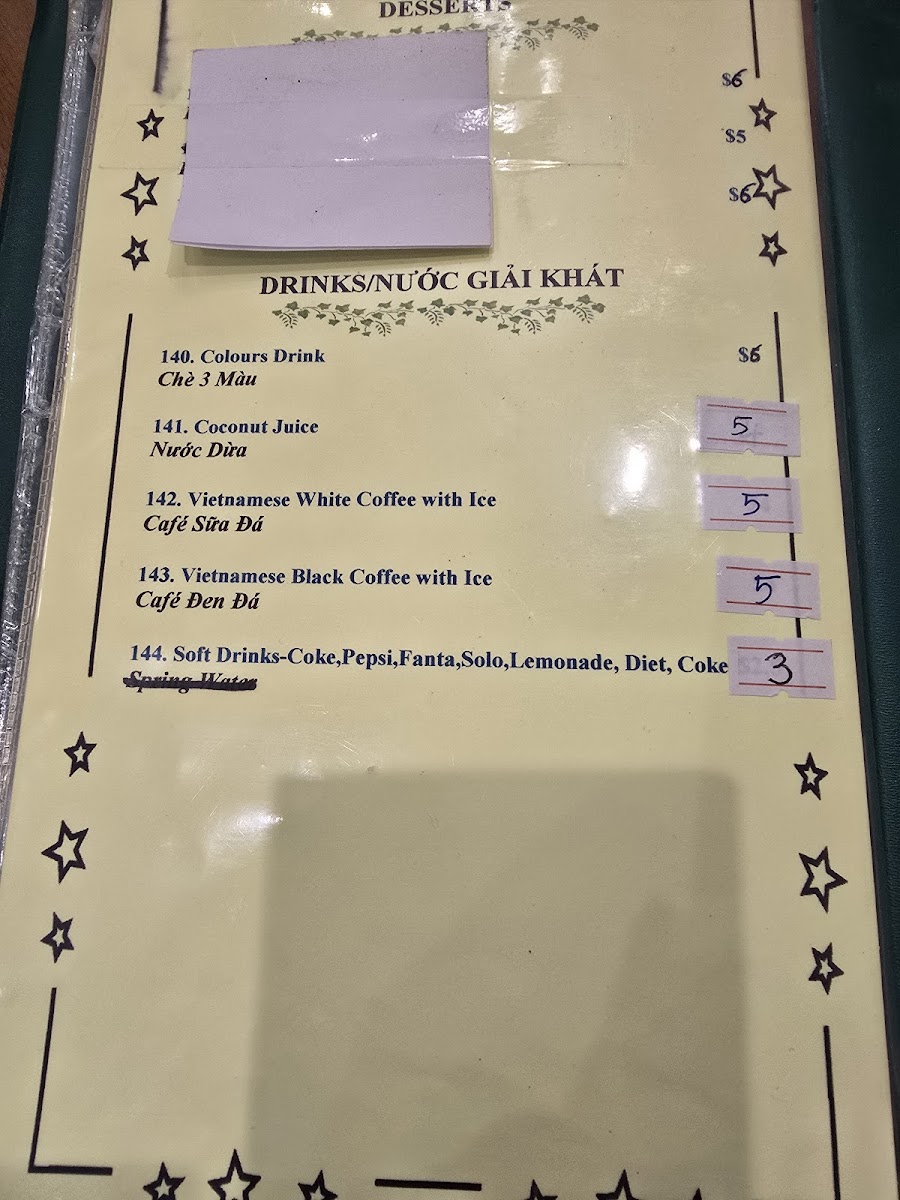 DESSERTS
$6
$5
$6
DRINKS/NƯỚC GIẢI KHÁT
140. Colours Drink $6
Chè 3 Màu
141. Coconut Juice 5
Nước Dừa
142. Vietnamese White Coffee with Ice 5
Café Sữa Đá
143. Vietnamese Black Coffee with Ice 5
Café Đen Đá
144. Soft Drinks-Coke,Pepsi,Fanta,Solo,Lemonade, Diet, Coke 3
Spring Water